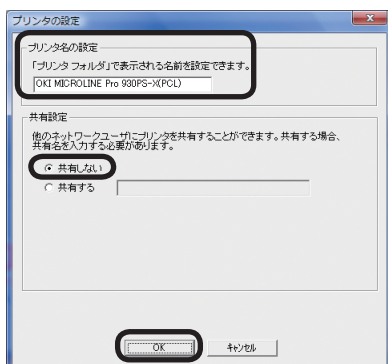 プリンタの設定
プリンタ名の設定
「プリンタ フォルダ」で表示される名前を設定できます。
OKI MICROLINE Pro 930PS-X(PCL)
共有設定
他のネットワークユーザにプリンタを共有することができます。共有する場合、
共有名を入力する必要があります。
共有しない
共有する
OK
キャンセル